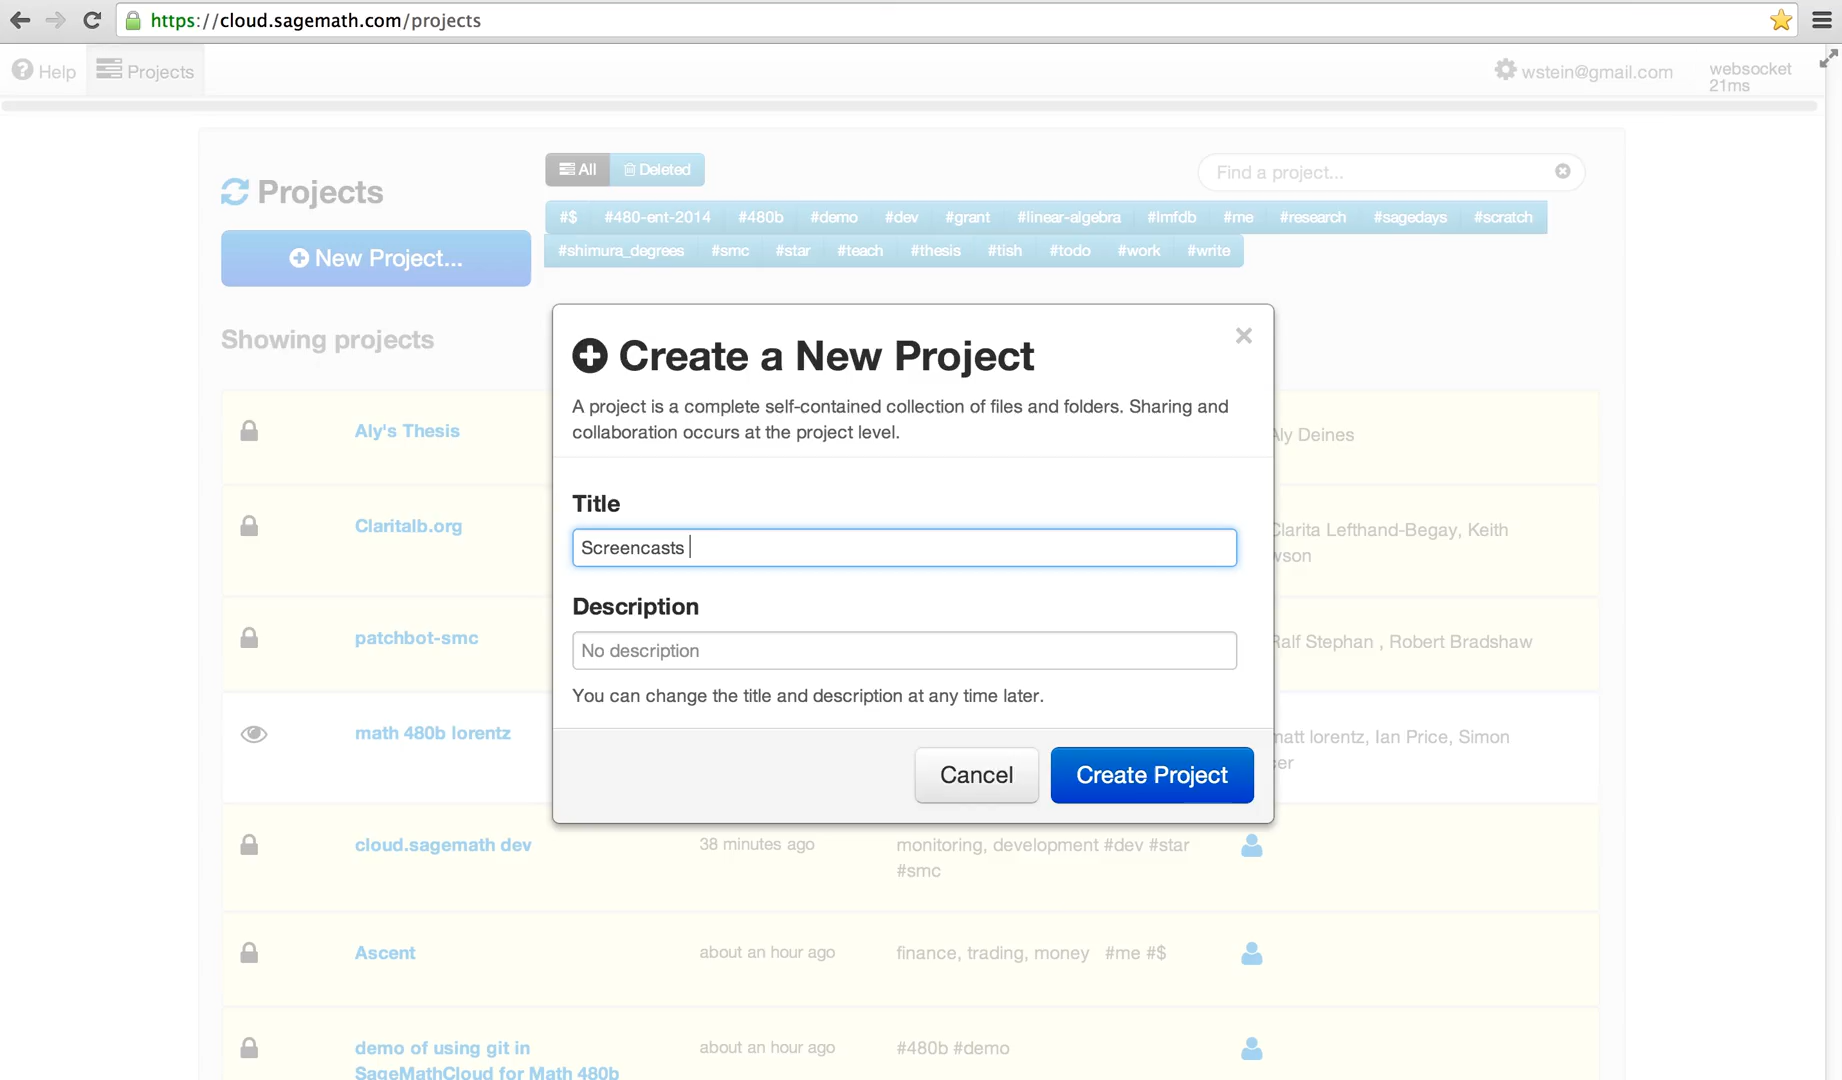 https://cloud.sagemath.com/projects
Help Projects wstein@gmail.com websocket
21ms
All Deleted Find a project...
Projects
#$ #480-ent-2014 #480b #demo #dev #grant #linear-algebra #lmfdb #me #research #sagedays #scratch
#shimura_degrees #smc #star #teach #thesis #tish #todo #work #write
New Project...
Showing projects
Create a New Project
A project is a complete self-contained collection of files and folders. Sharing and
collaboration occurs at the project level.
Title
Screencasts
Description
No description
You can change the title and description at any time later.
Cancel Create Project
Aly's Thesis Aly Deines
Claritalb.org Clarita Lefthand-Begay, Keith
wson
patchbot-smc Ralf Stephan , Robert Bradshaw
math 480b lorentz matt lorentz, Ian Price, Simon
cer
cloud.sagemath dev 38 minutes ago monitoring, development #dev #star
#smc
Ascent about an hour ago finance, trading, money #me #$
demo of using git in about an hour ago #480b #demo
SageMathCloud for Math 480b